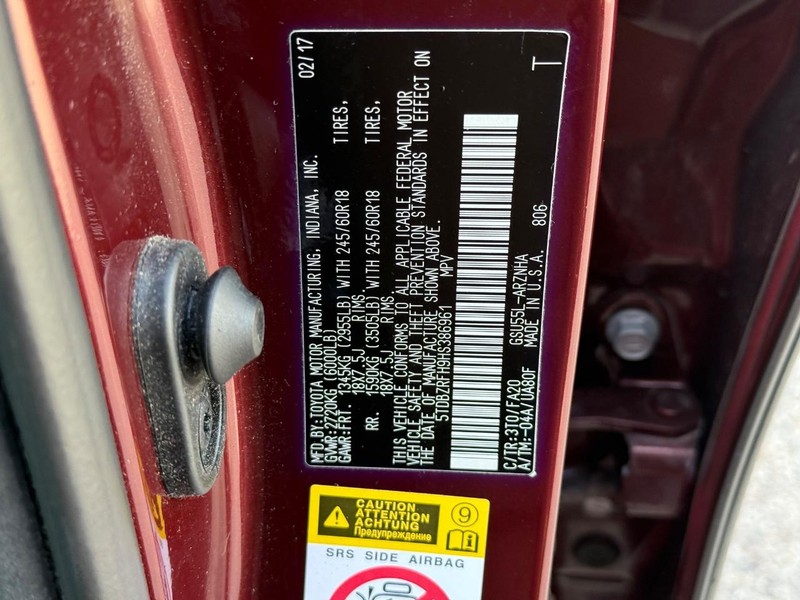 MFD.BY:TOYOTA MOTOR MANUFACTURING, INDIANA, INC. 02/17
GVWR:2720KG (6000LB)
GAWR:FRT. 1345KG (2955LB) WITH 245/60R18 TIRES,
18X7.5J RIMS,
RR. 1590KG (3505LB) WITH 245/60R18 TIRES,
18X7.5J RIMS
THIS VEHICLE CONFORMS TO ALL APPLICABLE FEDERAL MOTOR
VEHICLE SAFETY AND THEFT PREVENTION STANDARDS IN EFFECT ON
THE DATE OF MANUFACTURE SHOWN ABOVE.
5TDBZRFH9HS386961 MPV
C/TR:3T0/FA20 GSU55L-ARZNHA 806 T
A/TM:-04A/UA80F MADE IN U.S.A.
CAUTION
ATTENTION
ACHTUNG
Предупреждение
9
i
SRS SIDE AIRBAG